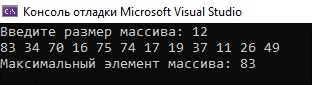 Консоль отладки Microsoft Visual Studio
Введите размер массива: 12
83 34 70 16 75 74 17 19 37 11 26 49
Максимальный элемент массива: 83